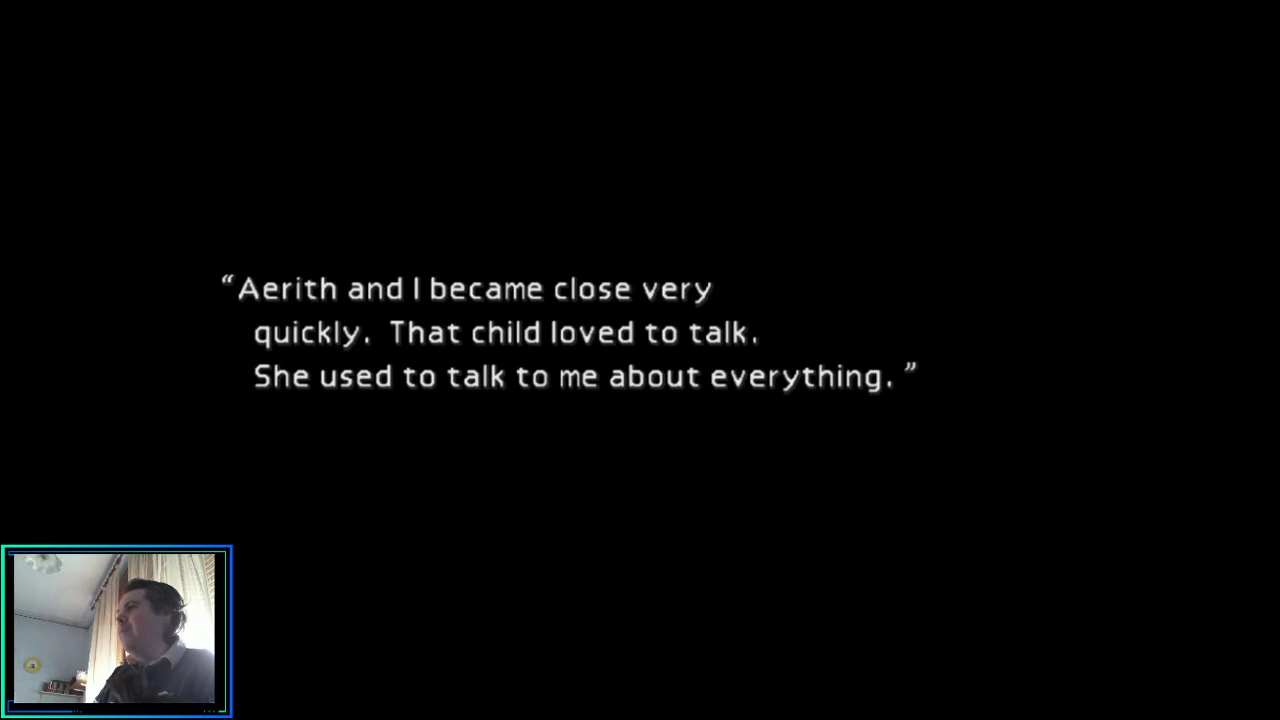 “Aerith and I became close very
quickly. That child loved to talk.
She used to talk to me about everything.”